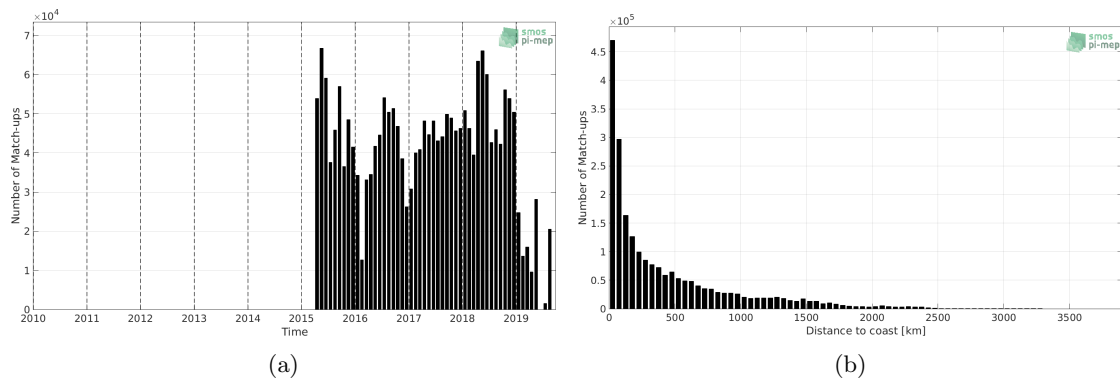 ×10⁴
7
6
5
4
3
2
1
0
Number of Match-ups
2010 2011 2012 2013 2014 2015 2016 2017 2018 2019
Time
smos
pi-mep
(a)
×10⁵
4.5
4
3.5
3
2.5
2
1.5
1
0.5
0
Number of Match-ups
0 500 1000 1500 2000 2500 3000 3500
Distance to coast [km]
smos
pi-mep
(b)